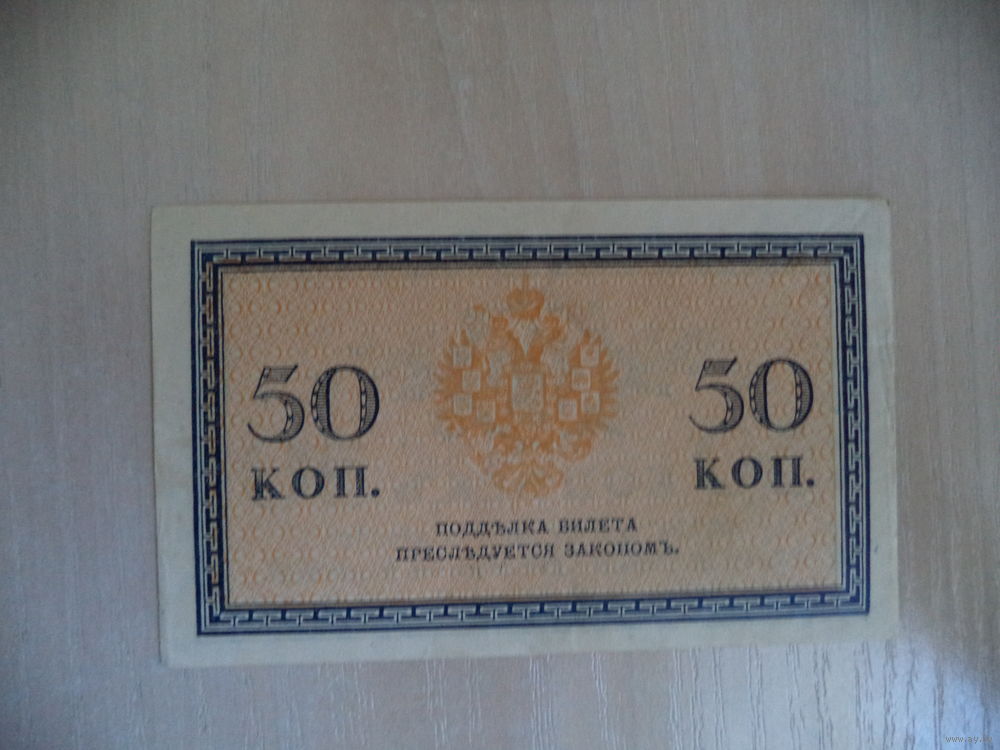 50 50
КОП. КОП.
ПОДДѢЛКА БИЛЕТА
ПРЕСЛѢДУЕТСЯ ЗАКОНОМЪ.